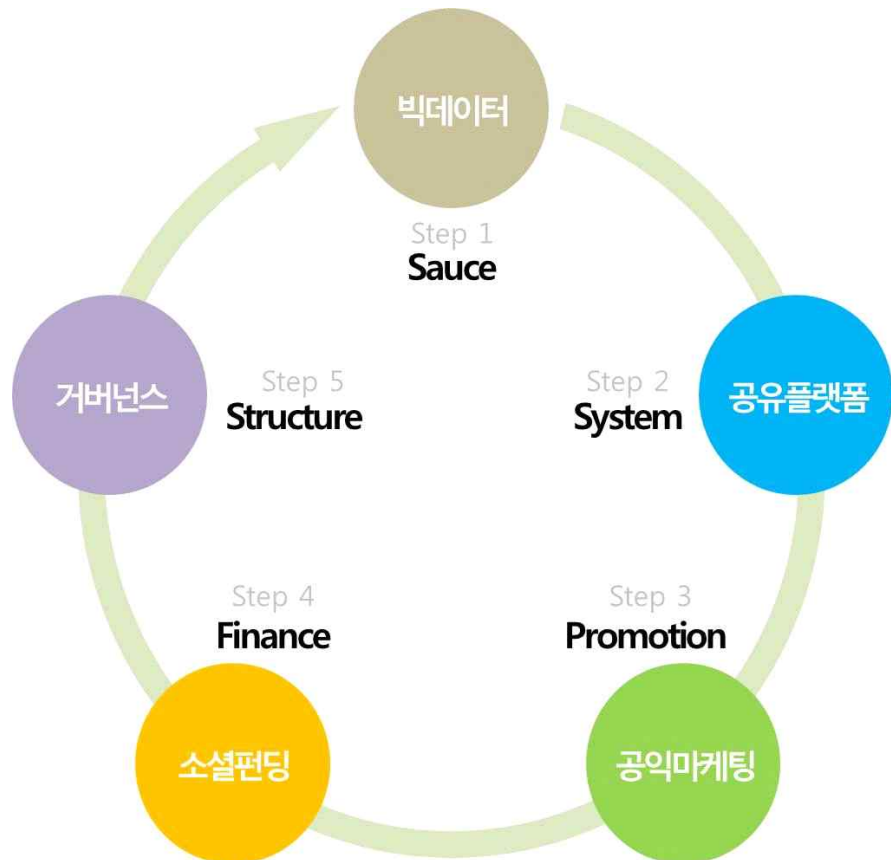 빅데이터
Step 1
Sauce
공유플랫폼
Step 2
System
Step 3
Promotion
공익마케팅
Step 4
Finance
소셜펀딩
거버넌스
Step 5
Structure